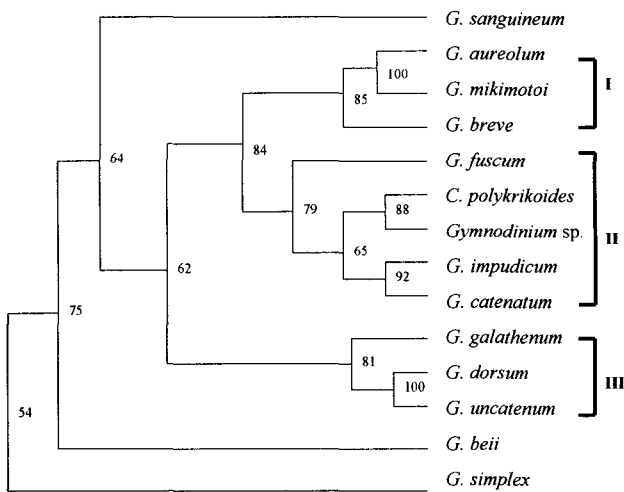 G. sanguineum
G. aureolum
100
I
G. mikimotoi
85
G. breve
84
64
G. fuscum
C. polykrikoides
79
88
Gymnodinium sp.
II
65
62
G. impudicum
92
75
G. catenatum
G. galathenum
81
G. dorsum
100
III
54
G. uncatenum
G. beii
G. simplex